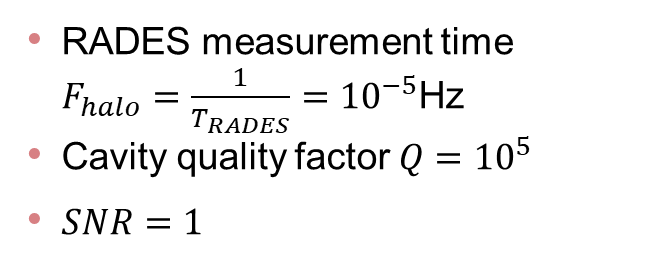 • RADES measurement time
F_halo = 1/T_RADES = 10^−5 Hz
• Cavity quality factor Q = 10^5
• SNR = 1